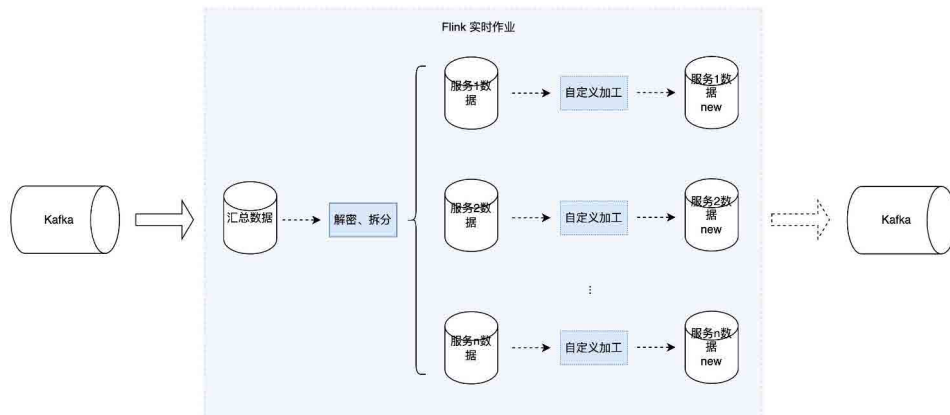 Flink 实时作业
Kafka
汇总数据
解密、拆分
服务1数
据
自定义加工
服务1数
据
new
服务2数
据
自定义加工
服务2数
据
new
...
服务n数
据
自定义加工
服务n数
据
new
Kafka